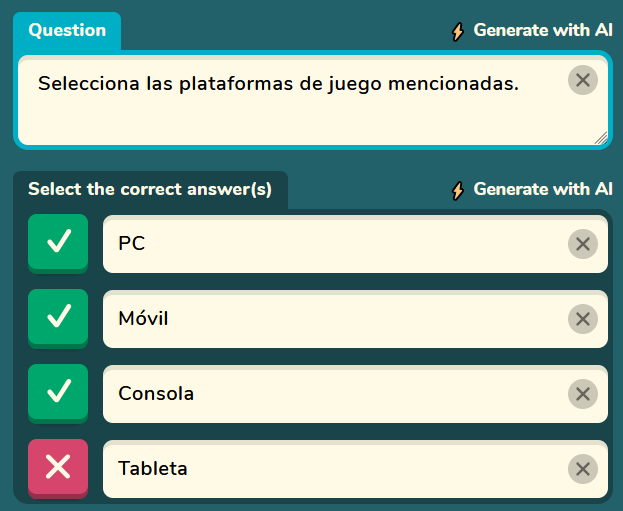 Question
Generate with AI
Selecciona las plataformas de juego mencionadas.
Select the correct answer(s)
Generate with AI
PC
Móvil
Consola
Tableta